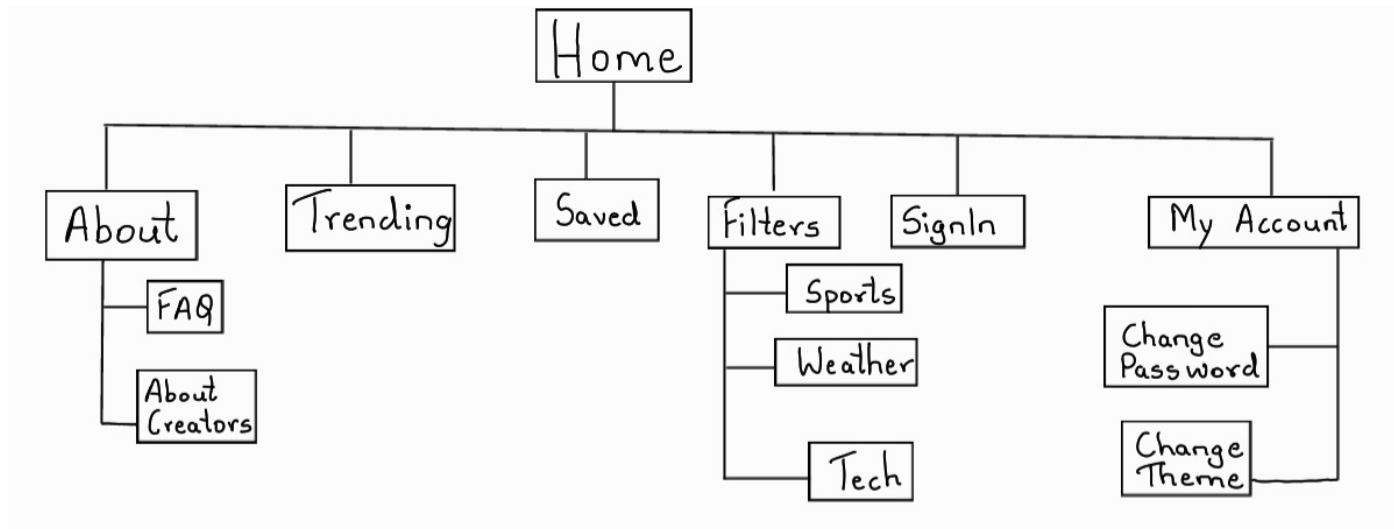 Home
About
Trending
Saved
Filters
SignIn
My Account
FAQ
About
Creators
Sports
Weather
Tech
Change
Password
Change
Theme